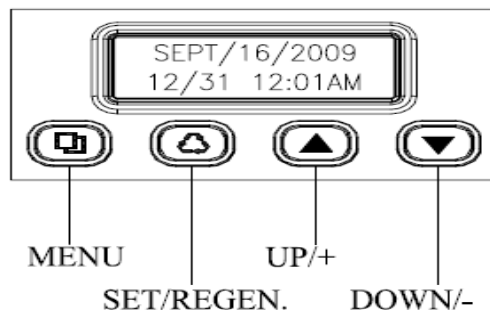 SEPT/16/2009
12/31 12:01AM
MENU
UP/+
SET/REGEN.
DOWN/-